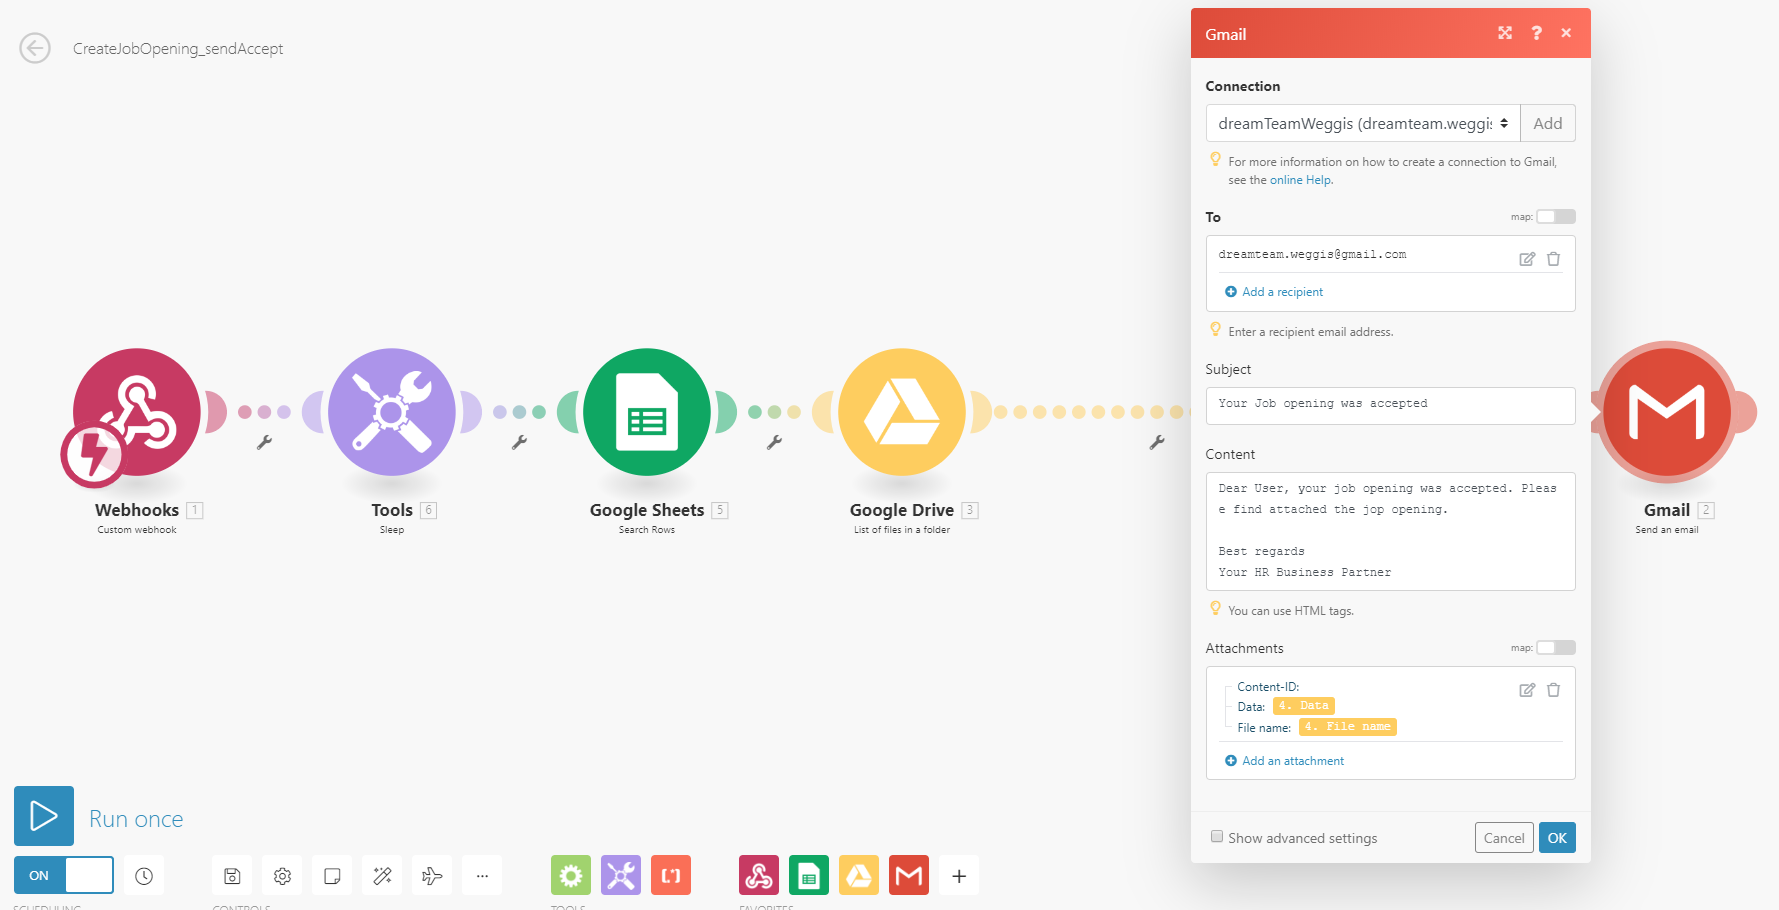 CreateJobOpening_sendAccept
Webhooks 1
Custom webhook
Tools 6
Sleep
Google Sheets 5
Search Rows
Google Drive 3
List of files in a folder
Gmail 2
Send an email
Gmail ?
Connection
dreamTeamWeggis (dreamteam.weggis Add
For more information on how to create a connection to Gmail,
see the online Help.
To map:
dreamteam.weggis@gmail.com
Add a recipient
Enter a recipient email address.
Subject
Your Job opening was accepted
Content
Dear User, your job opening was accepted. Pleas
e find attached the jop opening.
Best regards
Your HR Business Partner
You can use HTML tags.
Attachments map:
Content-ID:
Data: 4. Data
File name: 4. File name
Add an attachment
Show advanced settings Cancel OK
Run once
ON
SCHEDULING CONTROLS TOOLS FAVORITES